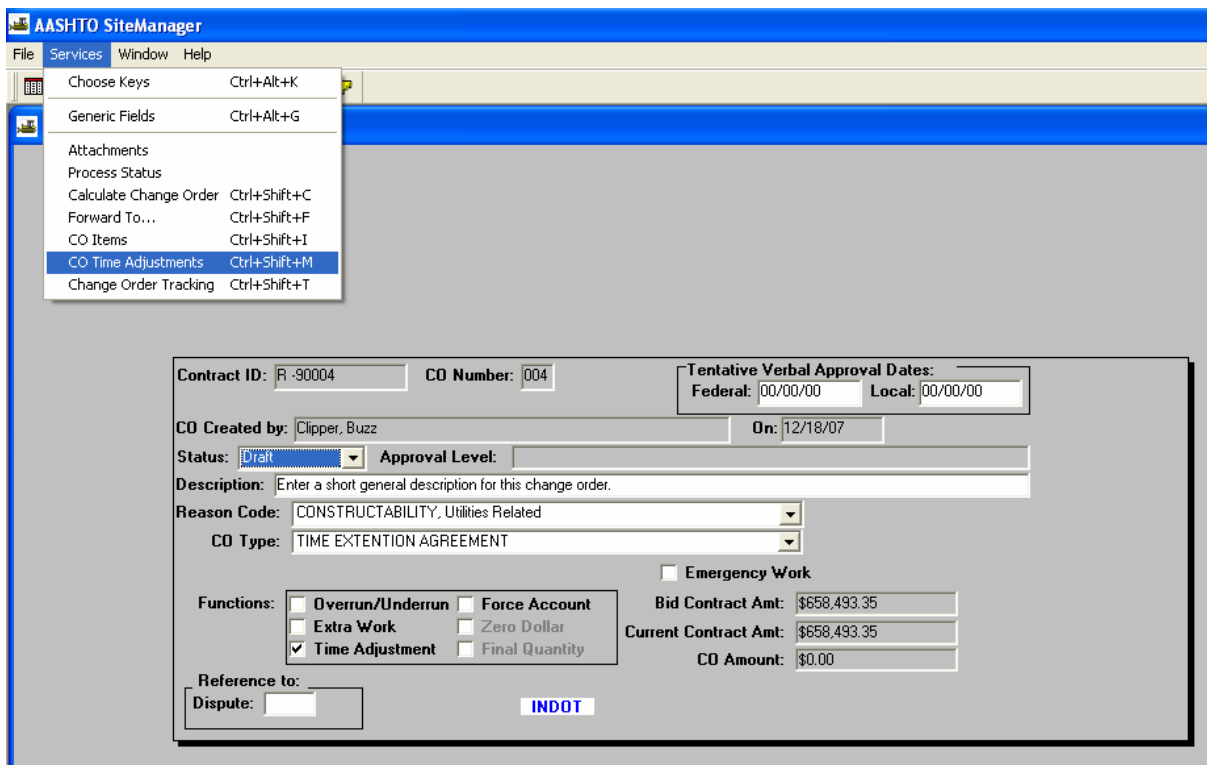 AASHTO SiteManager
File Services Window Help
Choose Keys Ctrl+Alt+K
Generic Fields Ctrl+Alt+G
Attachments
Process Status
Calculate Change Order Ctrl+Shift+C
Forward To... Ctrl+Shift+F
CO Items Ctrl+Shift+I
CO Time Adjustments Ctrl+Shift+M
Change Order Tracking Ctrl+Shift+T
Contract ID: R -90004 CO Number: 004 Tentative Verbal Approval Dates:
Federal: 00/00/00 Local: 00/00/00
CO Created by: Clipper, Buzz On: 12/18/07
Status: Draft Approval Level:
Description: Enter a short general description for this change order.
Reason Code: CONSTRUCTABILITY, Utilities Related
CO Type: TIME EXTENTION AGREEMENT
Emergency Work
Functions: Overrun/Underrun Force Account Bid Contract Amt: $658,493.35
Extra Work Zero Dollar Current Contract Amt: $658,493.35
Time Adjustment Final Quantity CO Amount: $0.00
Reference to:
Dispute:
INDOT